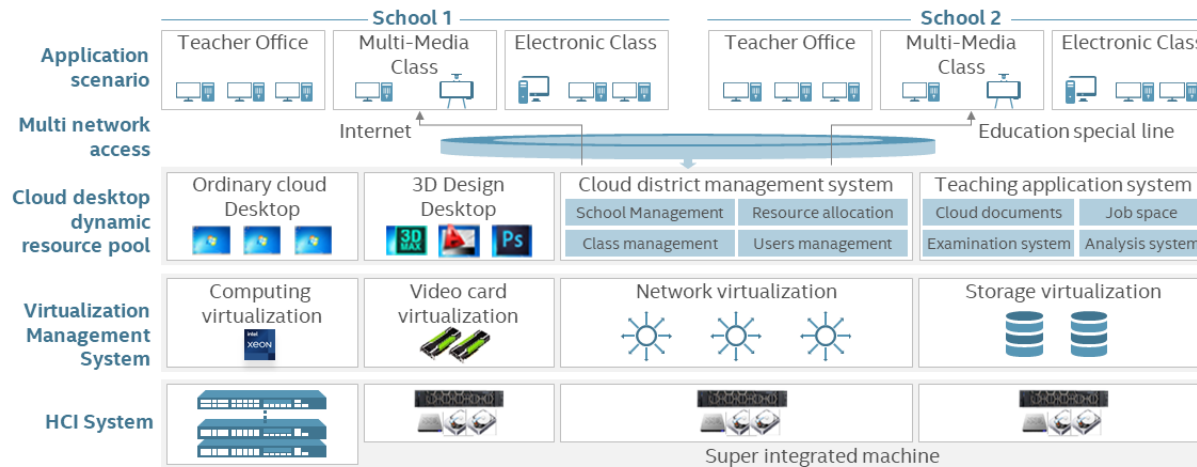 School 1
School 2
Application
scenario
Teacher Office
Multi-Media
Class
Electronic Class
Teacher Office
Multi-Media
Class
Electronic Class
Multi network
access
Internet
Education special line
Cloud desktop
dynamic
resource pool
Ordinary cloud
Desktop
3D Design
Desktop
3D
MAX
Ps
Cloud district management system
School Management
Resource allocation
Class management
Users management
Teaching application system
Cloud documents
Job space
Examination system
Analysis system
Virtualization
Management
System
Computing
virtualization
intel
xeon
Video card
virtualization
Network virtualization
Storage virtualization
HCI System
Super integrated machine